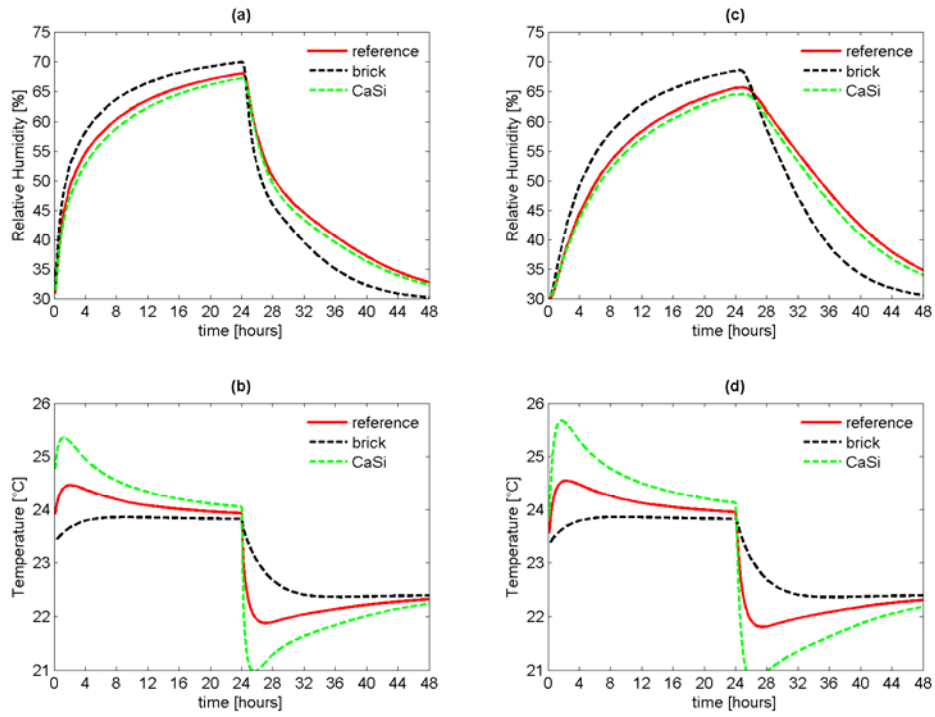 (a)
75
70
65
60
55
50
45
40
35
30
Relative Humidity [%]
reference
brick
CaSi
0 4 8 12 16 20 24 28 32 36 40 44 48
time [hours]
(c)
75
70
65
60
55
50
45
40
35
30
Relative Humidity [%]
reference
brick
CaSi
0 4 8 12 16 20 24 28 32 36 40 44 48
time [hours]
(b)
26
25
24
23
22
21
Temperature [°C]
reference
brick
CaSi
0 4 8 12 16 20 24 28 32 36 40 44 48
time [hours]
(d)
26
25
24
23
22
21
Temperature [°C]
reference
brick
CaSi
0 4 8 12 16 20 24 28 32 36 40 44 48
time [hours]